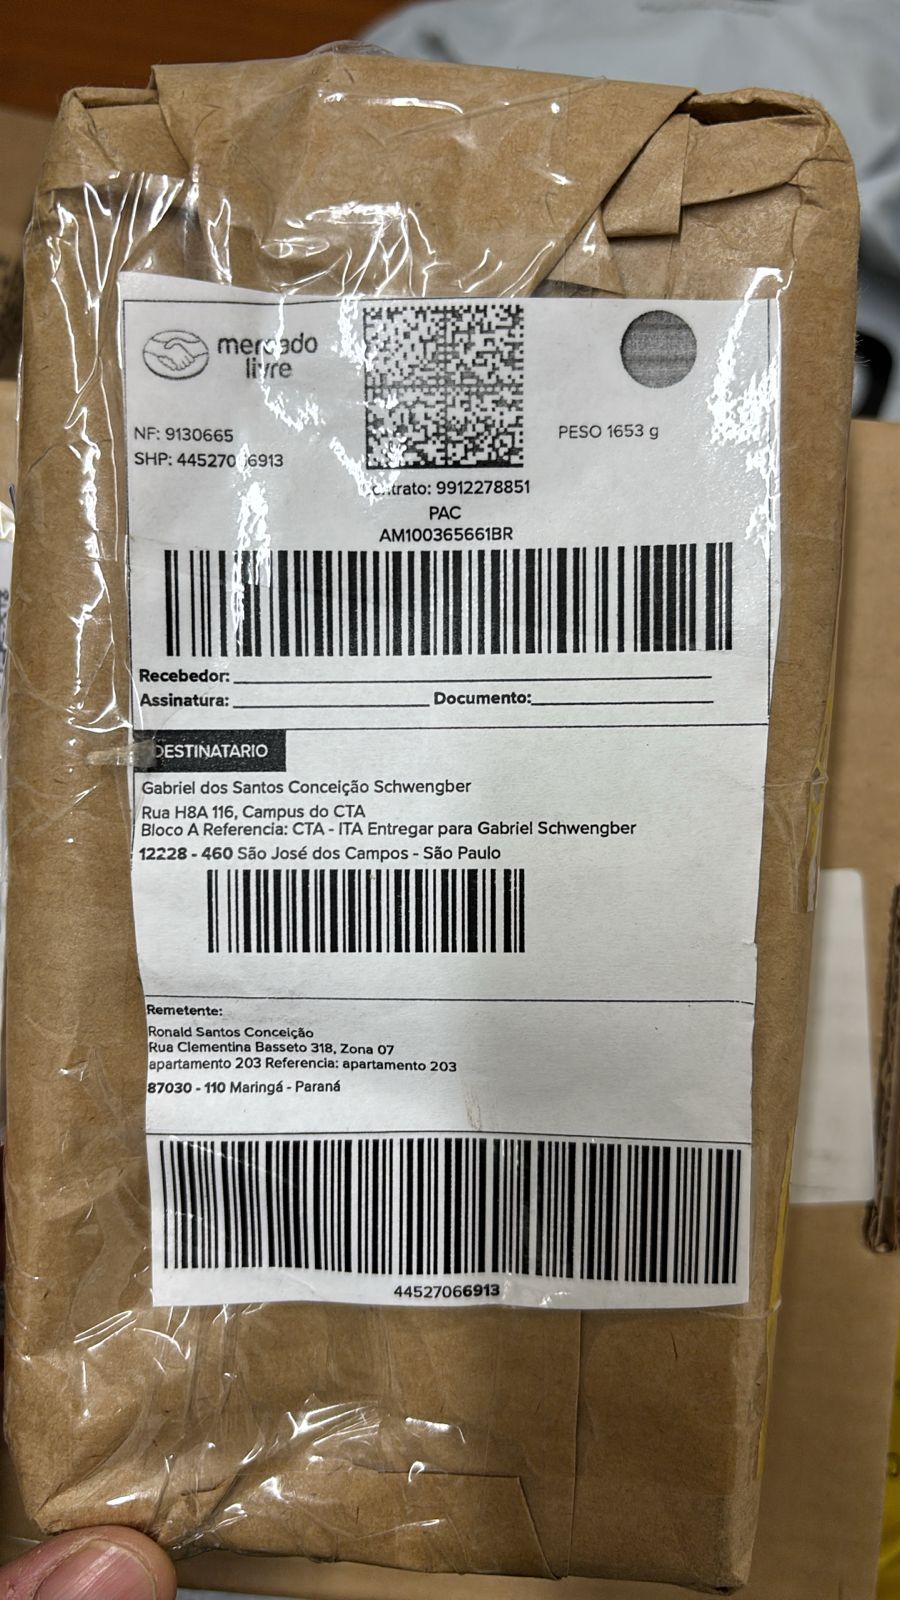 mercado
livre
NF: 9130665
SHP: 445270 6913
PESO 1653 g
Contrato: 9912278851
PAC
AM100365661BR
Recebedor:
Assinatura: Documento:
DESTINATARIO
Gabriel dos Santos Conceição Schwengber
Rua H8A 116, Campus do CTA
Bloco A Referencia: CTA - ITA Entregar para Gabriel Schwengber
12228 - 460 São José dos Campos - São Paulo
Remetente:
Ronald Santos Conceição
Rua Clementina Basseto 318, Zona 07
apartamento 203 Referencia: apartamento 203
87030 - 110 Maringá - Paraná
44527066913